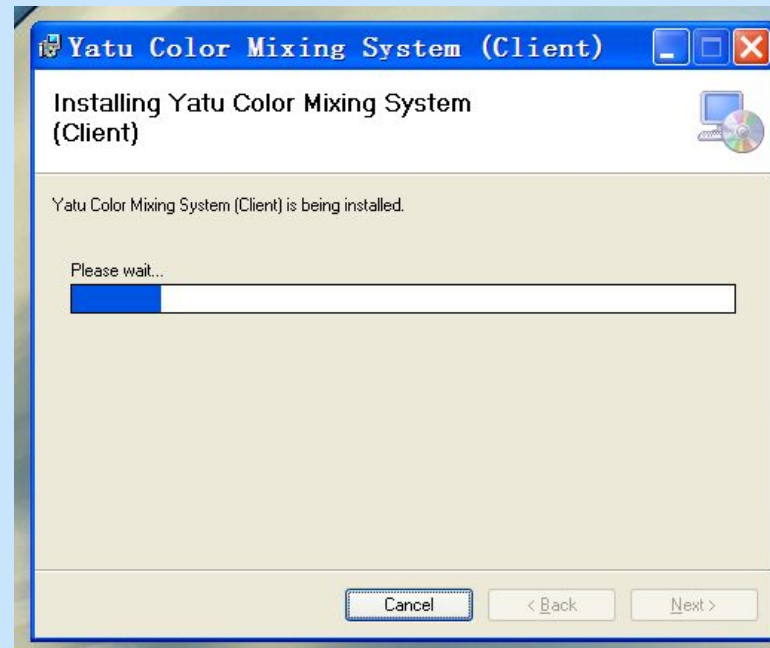 Yatu Color Mixing System (Client)
Installing Yatu Color Mixing System
(Client)
Yatu Color Mixing System (Client) is being installed.
Please wait...
Cancel
< Back
Next >